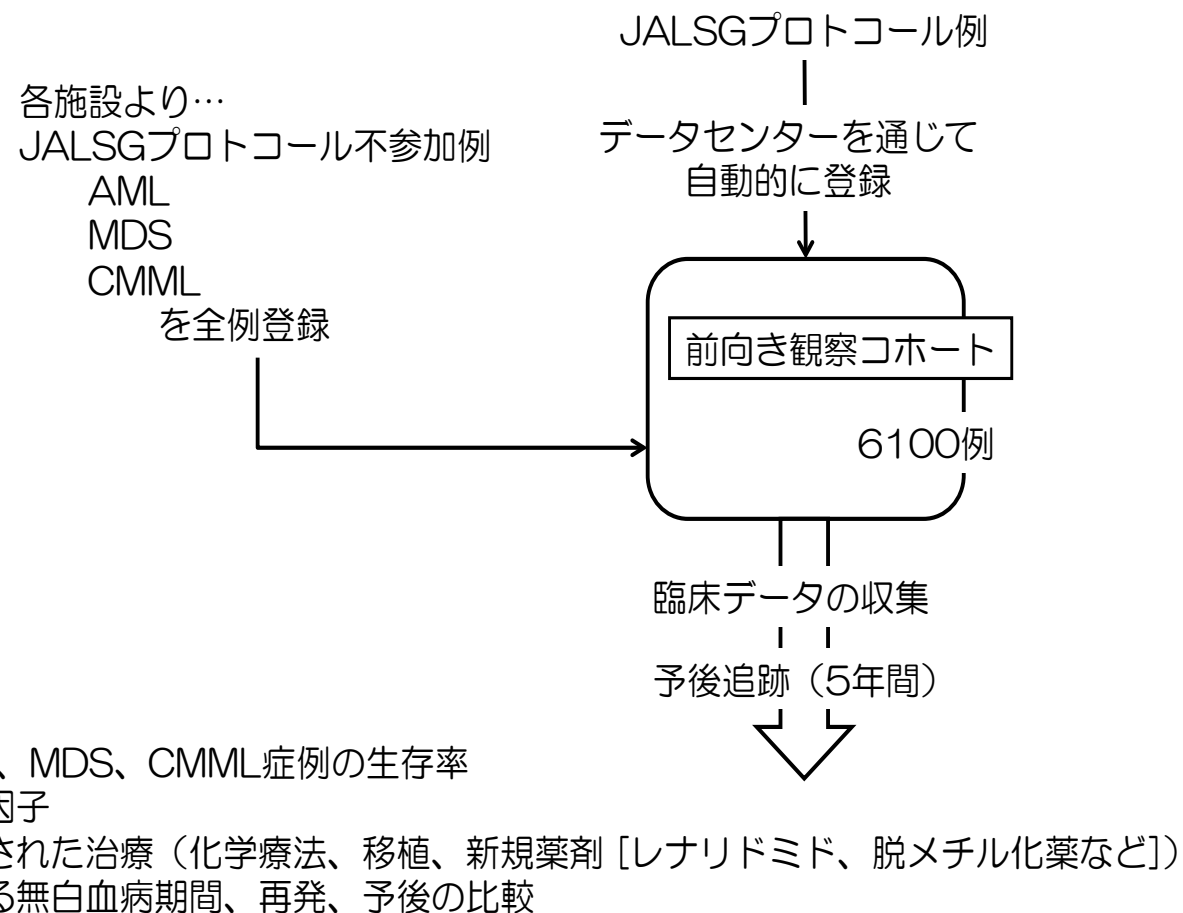 JALSGプロトコール例
各施設より…
JALSGプロトコール不参加例
AML
MDS
CMML
を全例登録
データセンターを通じて
自動的に登録
前向き観察コホート
6100例
臨床データの収集
予後追跡（5年間）
、MDS、CMML症例の生存率
因子
された治療（化学療法、移植、新規薬剤 [レナリドミド、脱メチル化薬など]）
る無白血病期間、再発、予後の比較